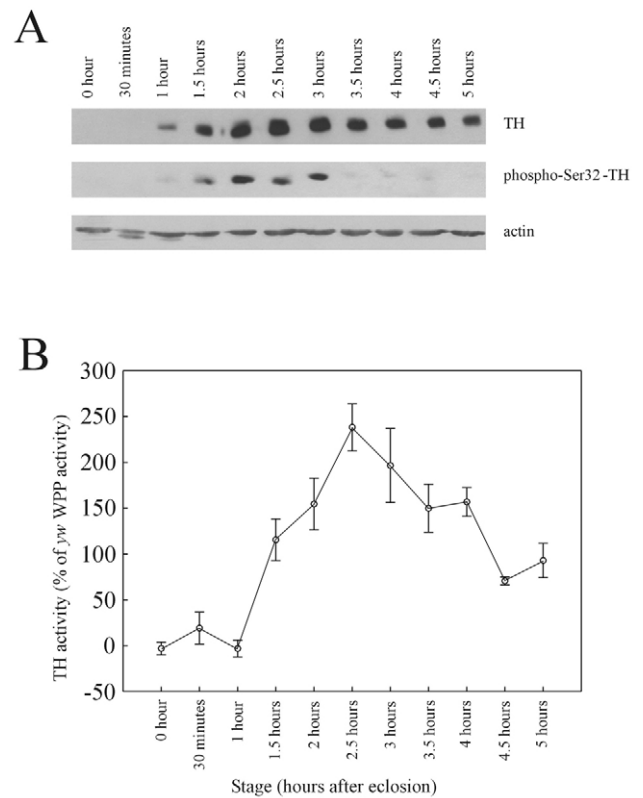 A
0 hour
30 minutes
1 hour
1.5 hours
2 hours
2.5 hours
3 hours
3.5 hours
4 hours
4.5 hours
5 hours
TH
phospho-Ser32-TH
actin
B
TH activity (% of yw WPP activity)
300
250
200
150
100
50
0
-50
0 hour
30 minutes
1 hour
1.5 hours
2 hours
2.5 hours
3 hours
3.5 hours
4 hours
4.5 hours
5 hours
Stage (hours after eclosion)